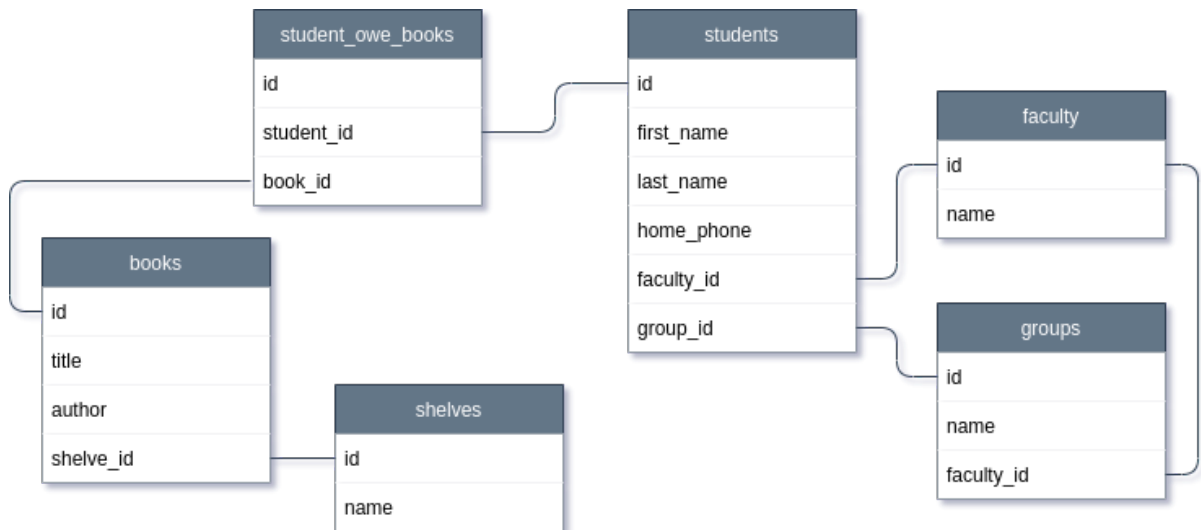 student_owe_books
id
student_id
book_id
students
id
first_name
last_name
home_phone
faculty_id
group_id
faculty
id
name
books
id
title
author
shelve_id
groups
id
name
faculty_id
shelves
id
name